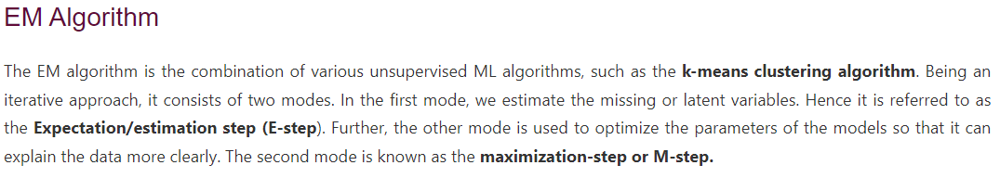 EM Algorithm
The EM algorithm is the combination of various unsupervised ML algorithms, such as the k-means clustering algorithm. Being an
iterative approach, it consists of two modes. In the first mode, we estimate the missing or latent variables. Hence it is referred to as
the Expectation/estimation step (E-step). Further, the other mode is used to optimize the parameters of the models so that it can
explain the data more clearly. The second mode is known as the maximization-step or M-step.